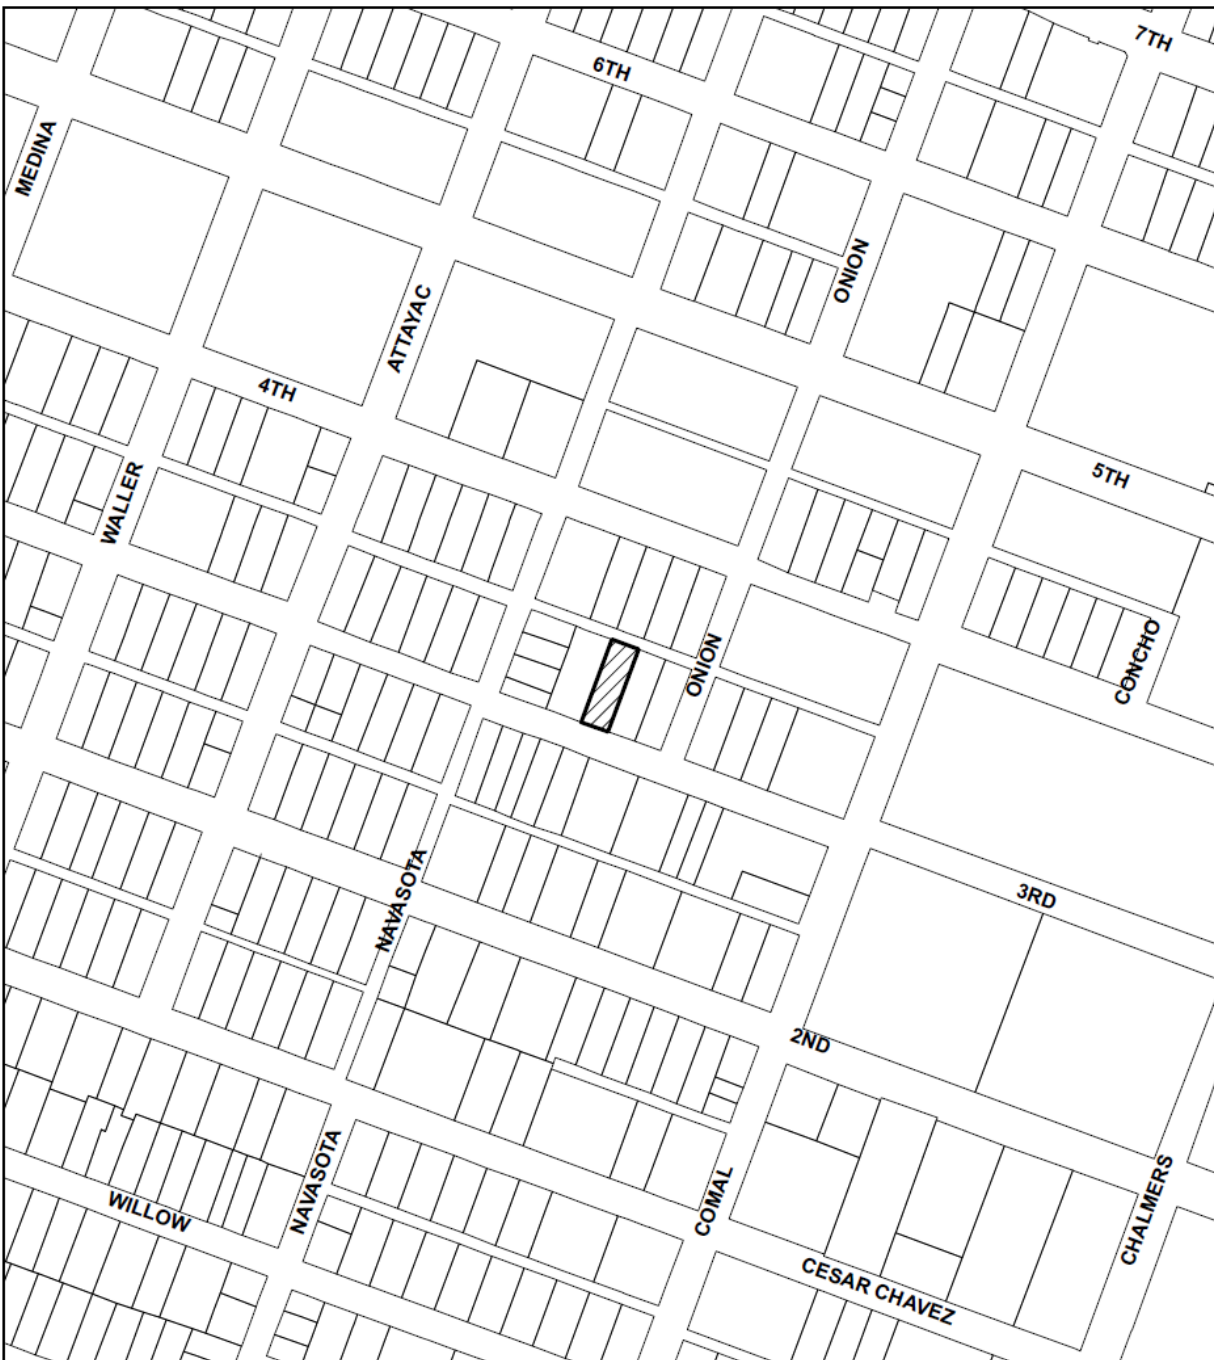 7TH
6TH
MEDINA
ONION
ATTAYAC
4TH
5TH
WALLER
ONION
CONCHO
NAVASOTA
3RD
2ND
NAVASOTA
COMAL
CHALMERS
WILLOW
CESAR CHAVEZ